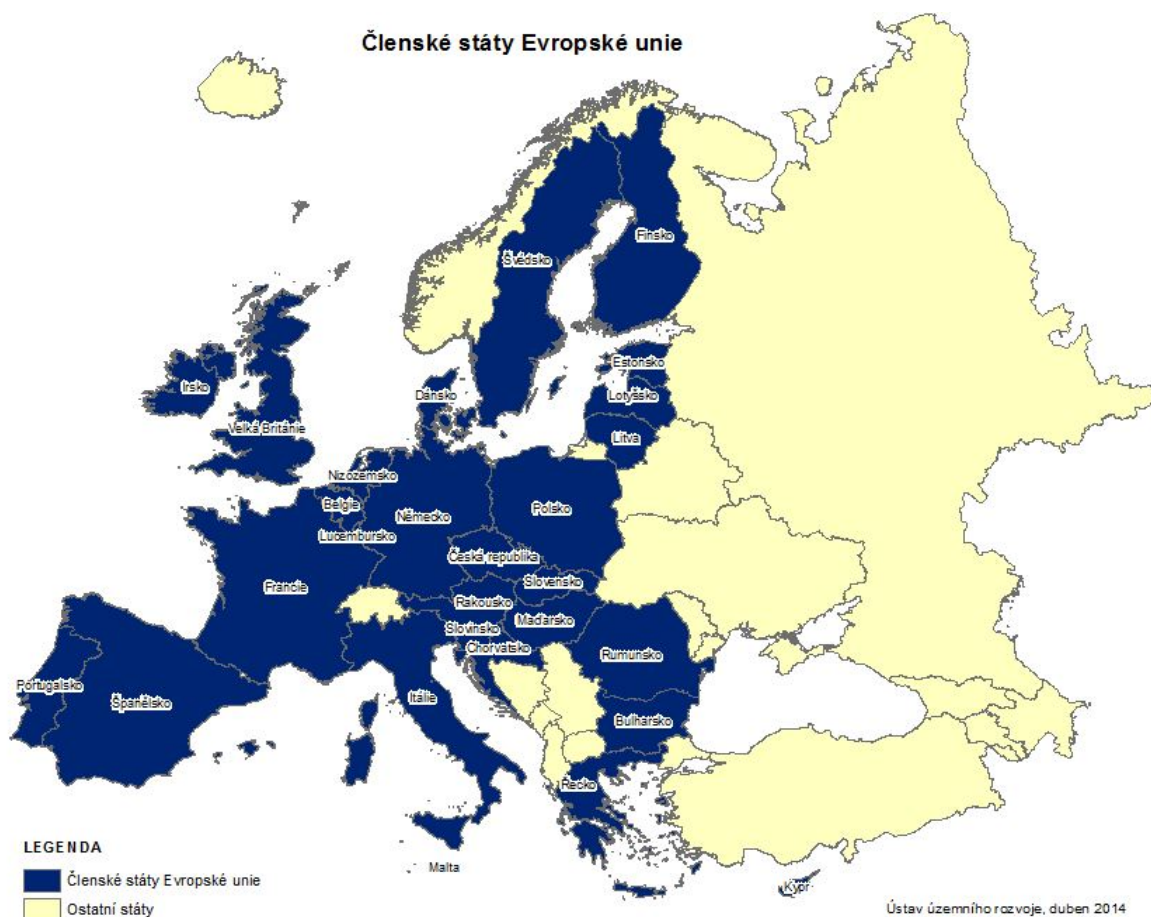 Členské státy Evropské unie
Finsko
Švédsko
Estonsko
Irsko
Dánsko
Lotyšsko
Velká Británie
Litva
Nizozemsko
Belgie
Německo
Polsko
Lucembursko
Česká republika
Slovensko
Francie
Rakousko
Maďarsko
Slovinsko
Chorvatsko
Rumunsko
Portugalsko
Španělsko
Itálie
Bulharsko
Řecko
LEGENDA
Malta
Členské státy Evropské unie
Kypr
Ostatní státy
Ústav územního rozvoje, duben 2014